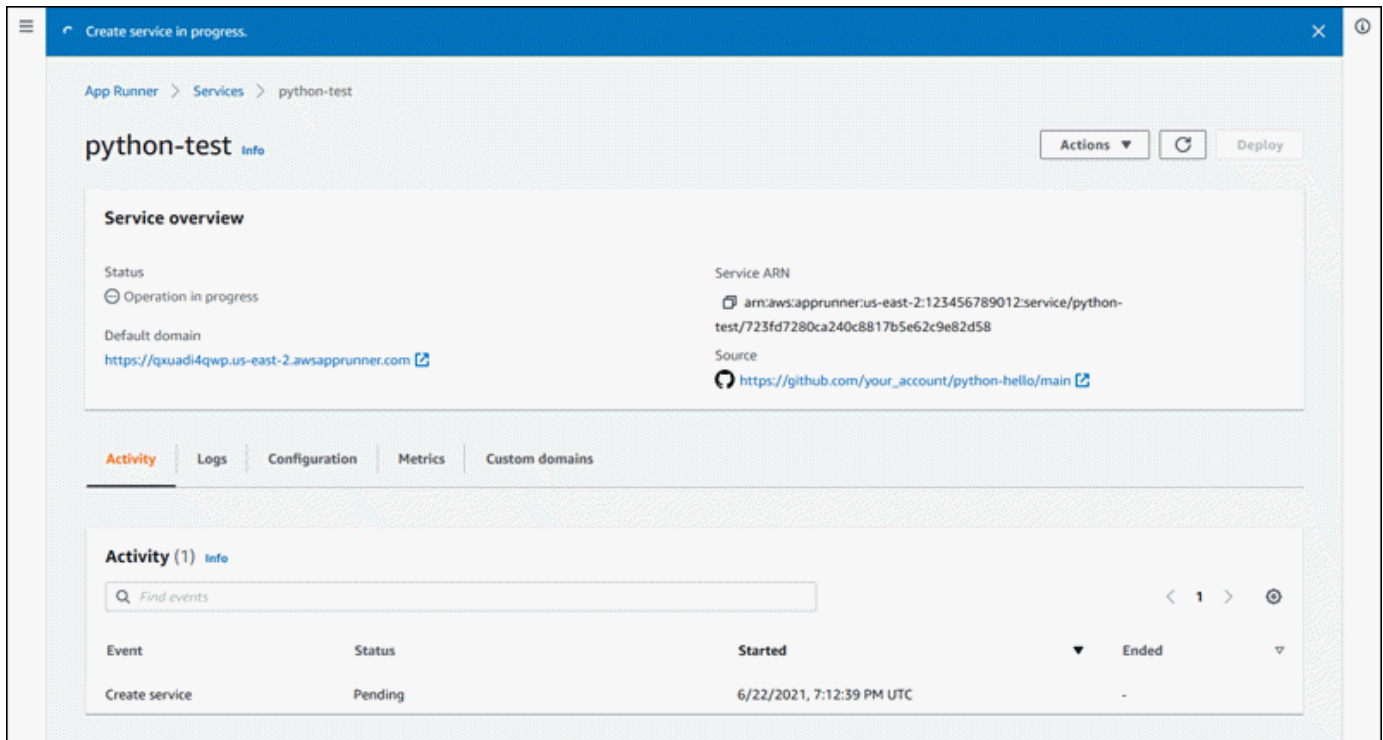 Create service in progress.
App Runner > Services > python-test
python-test Info
Actions
Deploy
Service overview
Status
Operation in progress
Default domain
https://qxuadi4qwp.us-east-2.awsapprunner.com
Service ARN
arn:aws:apprunner:us-east-2:123456789012:service/python-
test/723fd7280ca240c8817b5e62c9e82d58
Source
https://github.com/your_account/python-hello/main
Activity Logs Configuration Metrics Custom domains
Activity (1) Info
Find events
< 1 >
Event Status Started Ended
Create service Pending 6/22/2021, 7:12:39 PM UTC -